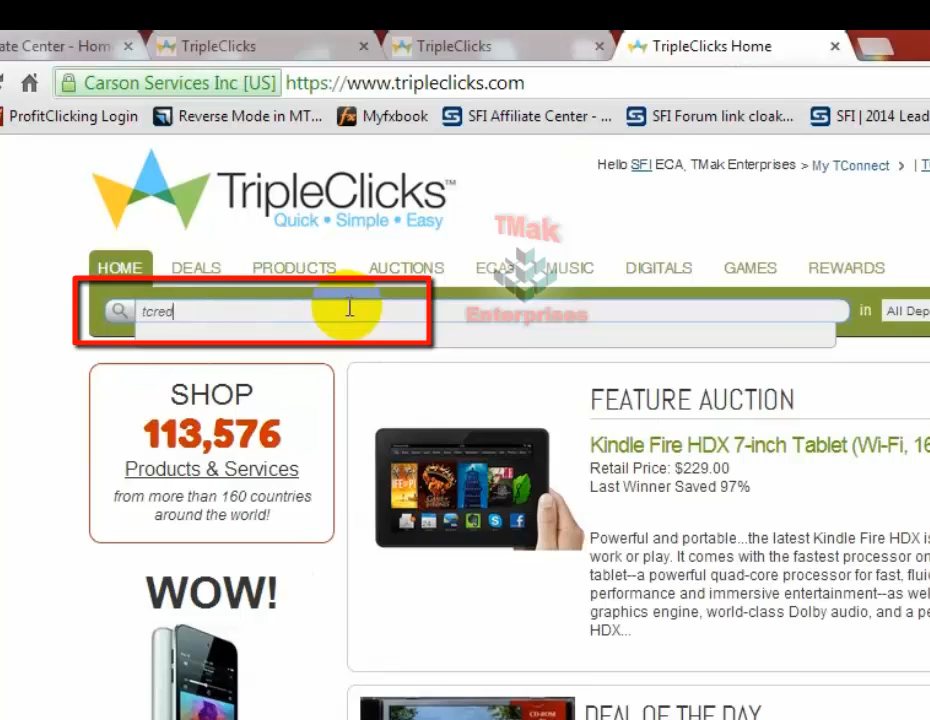 ate Center - Hom
TripleClicks
TripleClicks
TripleClicks Home
Carson Services Inc [US]
https://www.tripleclicks.com
ProfitClicking Login
Reverse Mode in MT...
Myfxbook
SFI Affiliate Center - ...
SFI Forum link cloak...
SFI | 2014 Lead
TripleClicks™
Quick • Simple • Easy
Hello SFI ECA, TMak Enterprises > My TConnect > |
TMak
Enterprises
HOME
DEALS
PRODUCTS
AUCTIONS
ECAS
MUSIC
DIGITALS
GAMES
REWARDS
tcred
in
All Dep
SHOP
113,576
Products & Services
from more than 160 countries
around the world!
WOW!
FEATURE AUCTION
Kindle Fire HDX 7-inch Tablet (Wi-Fi, 16
Retail Price: $229.00
Last Winner Saved 97%
Powerful and portable...the latest Kindle Fire HDX is
work or play. It comes with the fastest processor on
tablet--a powerful quad-core processor for fast, flui
performance and immersive entertainment--as wel
graphics engine, world-class Dolby audio, and a pe
HDX...
CD-ROM
DEAL OF THE DAY